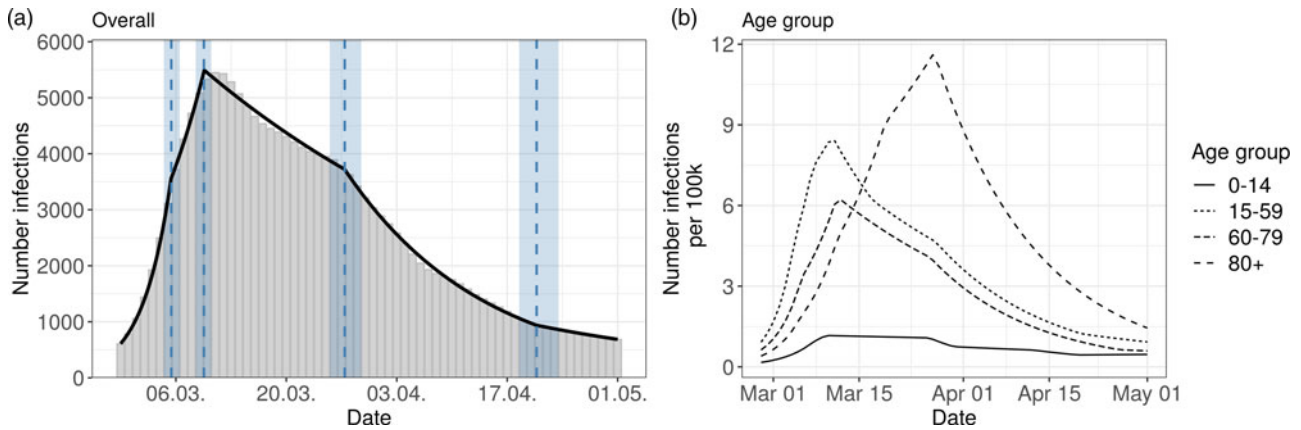 (a)
Overall
6000
5000
4000
3000
2000
1000
0
Number infections
06.03.
20.03.
03.04.
17.04.
01.05.
Date
(b)
Age group
12
9
6
3
0
Number infections
per 100k
Mar 01
Mar 15
Apr 01
Apr 15
May 01
Date
Age group
0-14
15-59
60-79
80+